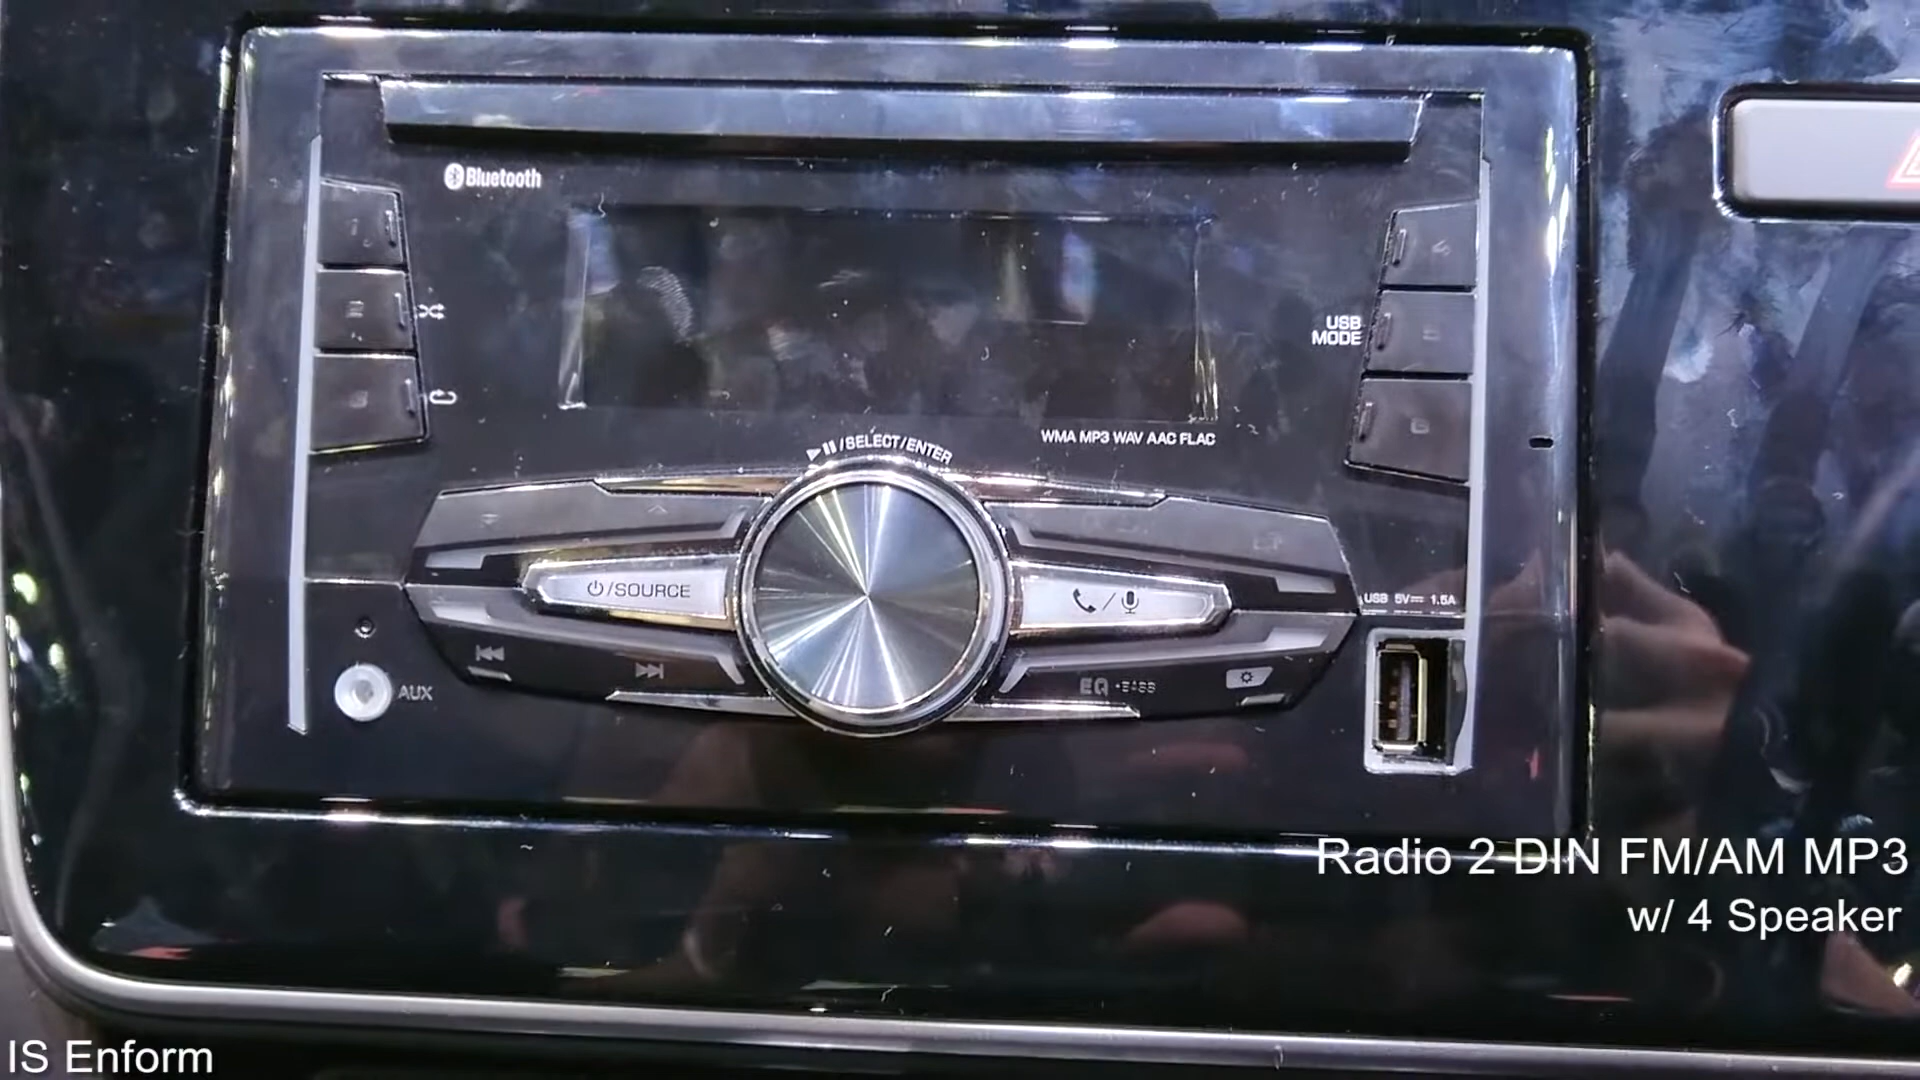 Bluetooth
USB
MODE
WMA MP3 WAV AAC FLAC
/SELECT/ENTER
/SOURCE
USB 5V 1.5A
AUX
EQ
Radio 2 DIN FM/AM MP3
w/ 4 Speaker
IS Enform